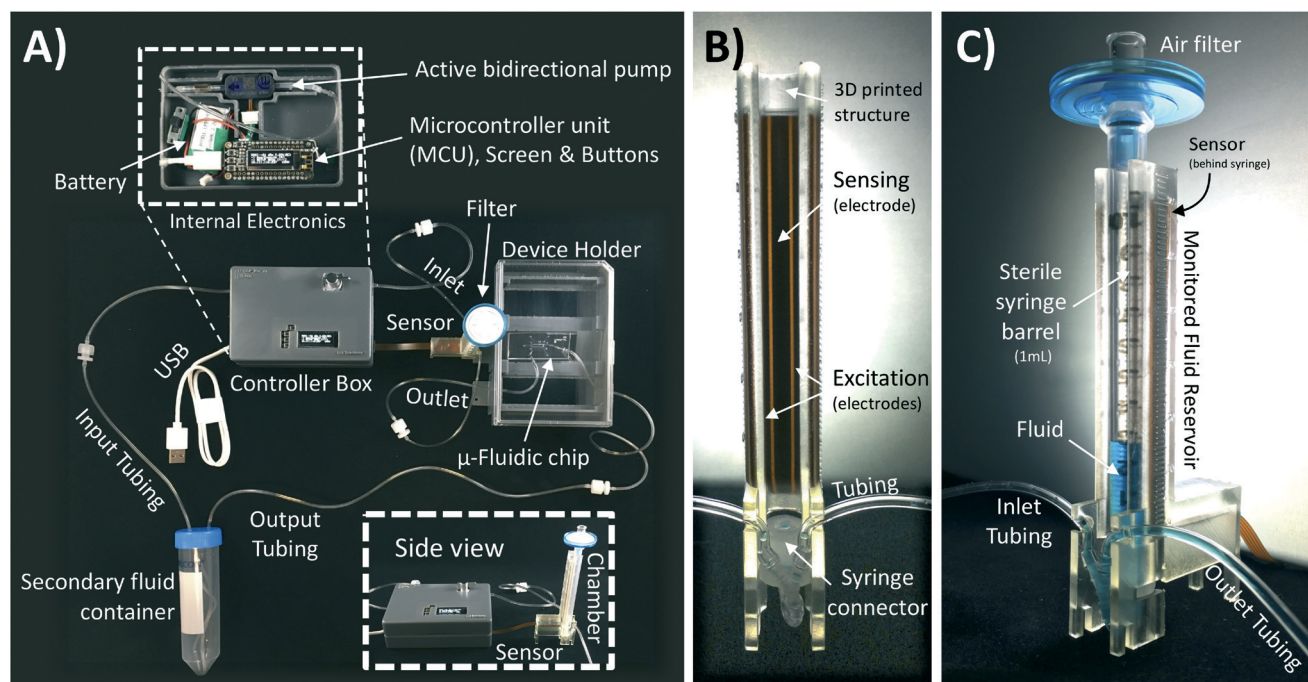 A)
Active bidirectional pump
Microcontroller unit
(MCU), Screen & Buttons
Battery
Internal Electronics
Filter
Device Holder
Inlet
Sensor
USB
Controller Box
Outlet
μ-Fluidic chip
Input Tubing
Output
Tubing
Secondary fluid
container
Side view
Chamber
Sensor
B)
3D printed
structure
Sensing
(electrode)
Excitation
(electrodes)
Tubing
Syringe
connector
C)
Air filter
Sensor
(behind syringe)
Sterile
syringe
barrel
(1mL)
Monitored Fluid Reservoir
Fluid
Inlet
Tubing
Outlet Tubing